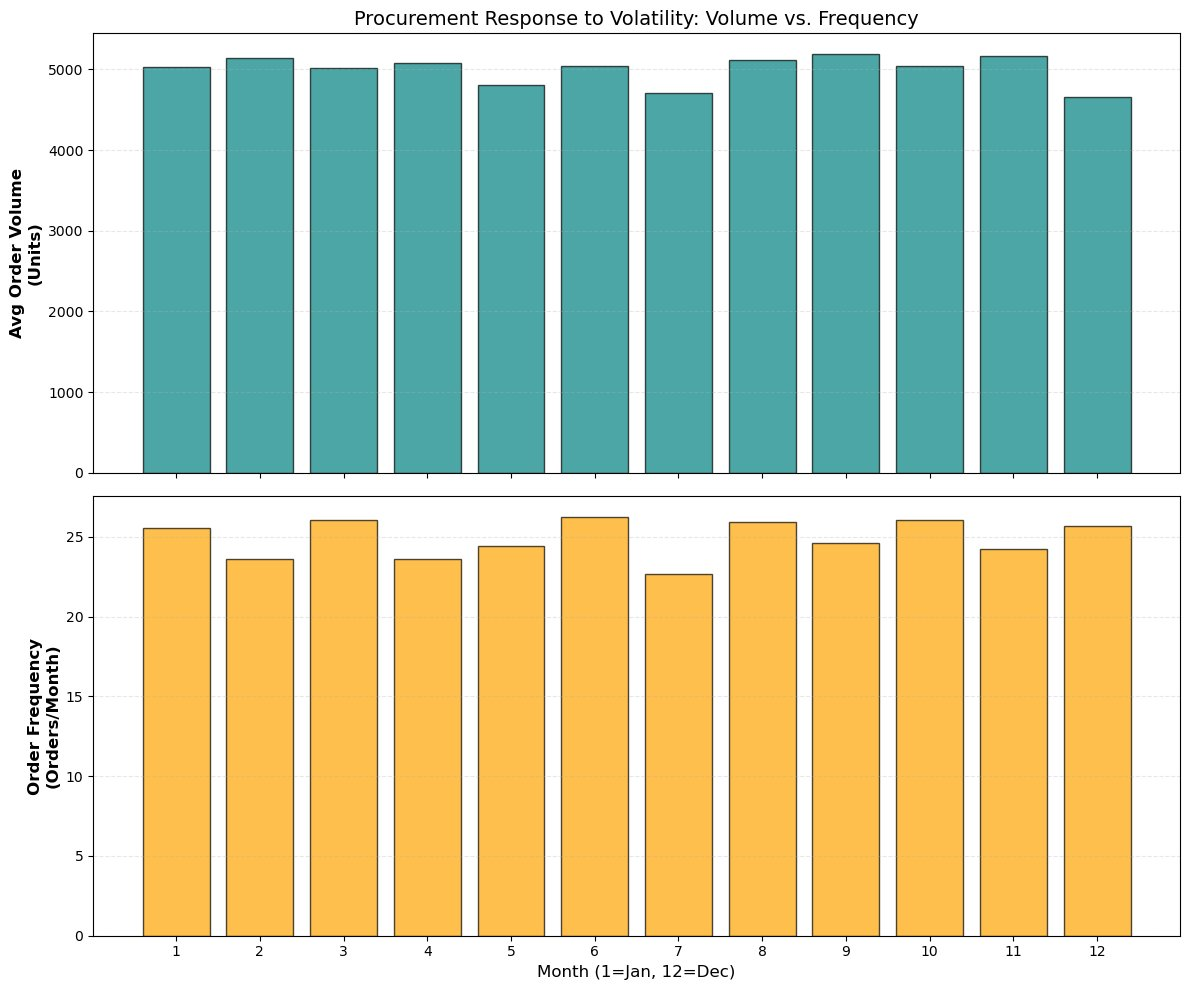 Procurement Response to Volatility: Volume vs. Frequency
Avg Order Volume
(Units)
5000
4000
3000
2000
1000
0
Order Frequency
(Orders/Month)
25
20
15
10
5
0
1 2 3 4 5 6 7 8 9 10 11 12
Month (1=Jan, 12=Dec)